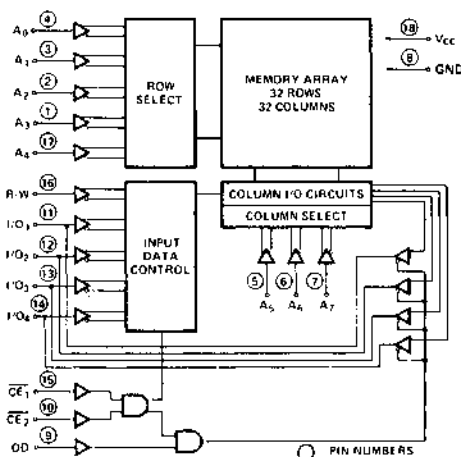 A₀ ④
A₁ ③
A₂ ②
A₃ ①
A₄ ⑰
ROW
SELECT
MEMORY ARRAY
32 ROWS
32 COLUMNS
⑱ VCC
⑧ GND
R/W ⑯
I/O₁ ⑪
I/O₂ ⑫
I/O₃ ⑬
I/O₄ ⑭
INPUT
DATA
CONTROL
COLUMN I/O CIRCUITS
COLUMN SELECT
⑤ ⑥ ⑦
A₅ A₆ A₇
C̅E̅₁ ⑮
C̅E̅₂ ⑩
OD ⑨
PIN NUMBERS